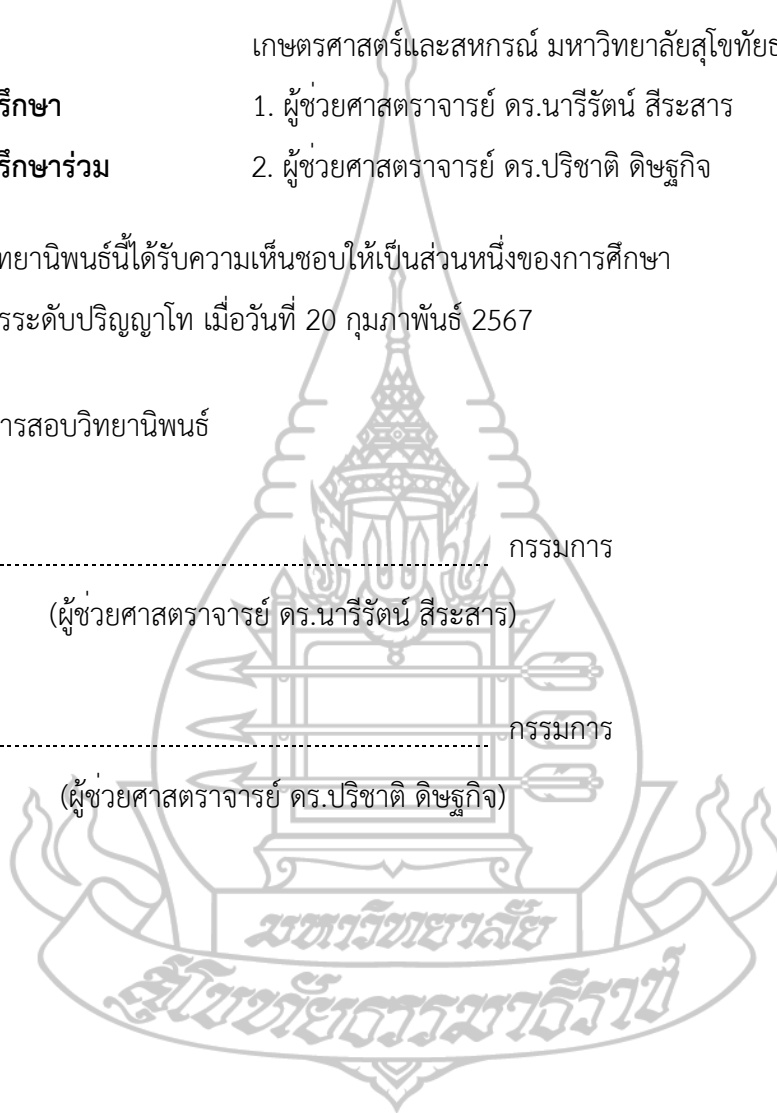 เกษตรศาสตร์และสหกรณ์ มหาวิทยาลัยสุโขทัยธ
รึกษา 1. ผู้ช่วยศาสตราจารย์ ดร.นารีรัตน์ สีระสาร
รึกษาร่วม 2. ผู้ช่วยศาสตราจารย์ ดร.ปริชาติ ดิษฐกิจ
ทยานิพนธ์นี้ได้รับความเห็นชอบให้เป็นส่วนหนึ่งของการศึกษา
รระดับปริญญาโท เมื่อวันที่ 20 กุมภาพันธ์ 2567
ารสอบวิทยานิพนธ์
กรรมการ
(ผู้ช่วยศาสตราจารย์ ดร.นารีรัตน์ สีระสาร)
กรรมการ
(ผู้ช่วยศาสตราจารย์ ดร.ปริชาติ ดิษฐกิจ)
มหาวิทยาลัย
สุโขทัยธรรมาธิราช